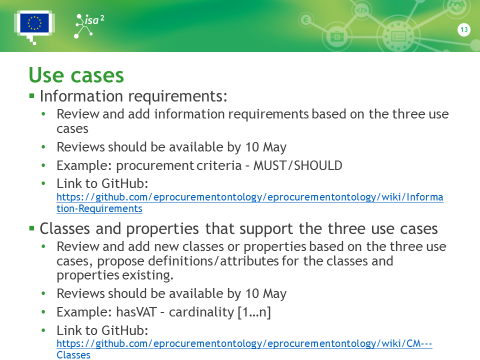 isa²
13
Use cases
▪ Information requirements:
• Review and add information requirements based on the three use
cases
• Reviews should be available by 10 May
• Example: procurement criteria – MUST/SHOULD
• Link to GitHub:
https://github.com/eprocurementontology/eprocurementontology/wiki/Informa
tion-Requirements
▪ Classes and properties that support the three use cases
• Review and add new classes or properties based on the three use
cases, propose definitions/attributes for the classes and
properties existing.
• Reviews should be available by 10 May
• Example: hasVAT – cardinality [1…n]
• Link to GitHub:
https://github.com/eprocurementontology/eprocurementontology/wiki/CM---
Classes